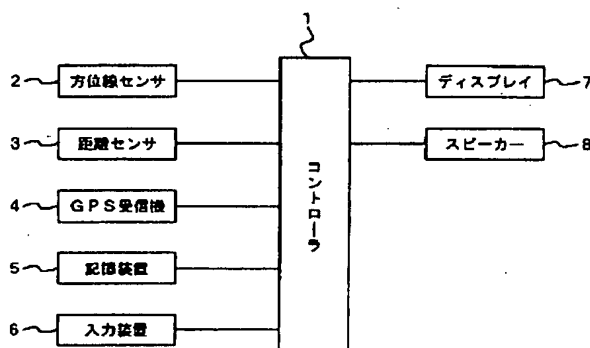 1
2 方位線センサ
3 距離センサ
4 GPS受信機
5 記憶装置
6 入力装置
コントローラ
ディスプレイ 7
スピーカー 8